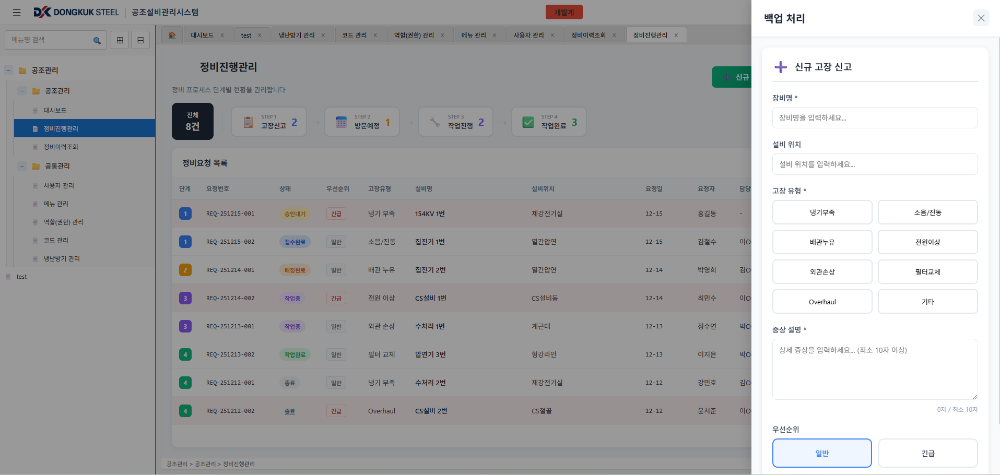 DK DONGKUK STEEL 공조설비관리시스템
개발계
메뉴명 검색
공조관리
공조관리
대시보드
정비진행관리
정비이력조회
공통관리
사용자 관리
메뉴 관리
역할(권한) 관리
코드 관리
냉난방기 관리
test
대시보드 × test × 냉난방기 관리 × 코드 관리 × 역할(권한) 관리 × 메뉴 관리 × 사용자 관리 × 정비이력조회 × 정비진행관리 ×
정비진행관리
신규
정비 프로세스 단계별 현황을 관리합니다
전체
8건
STEP 1
고장신고 2
→
STEP 2
방문예정 1
→
STEP 3
작업진행 2
→
STEP 4
작업완료 3
정비요청 목록
단계 요청번호 상태 우선순위 고장유형 설비명 설비위치 요청일 요청자 담당
1 REQ-251215-001 승인대기 긴급 냉기 부족 154KV 1번 제강전기실 12-15 홍길동 -
1 REQ-251215-002 접수완료 일반 소음/진동 집진기 1번 열간압연 12-15 김철수 이O
2 REQ-251214-001 배정완료 일반 배관 누유 집진기 2번 열간압연 12-14 박영희 김O
3 REQ-251214-002 작업중 긴급 전원 이상 CS설비 1번 CS설비동 12-14 최민수 이O
3 REQ-251213-001 작업중 일반 외관 손상 수처리 1번 계근대 12-13 정수연 박O
4 REQ-251213-002 작업완료 일반 필터 교체 압연기 3번 형강라인 12-13 이지은 박O
4 REQ-251212-001 종료 일반 냉기 부족 수처리 2번 제강전기실 12-12 강민호 김O
4 REQ-251212-002 종료 긴급 Overhaul CS설비 2번 CS철골 12-12 윤서준 이O
공조관리 > 공조관리 > 정비진행관리
백업 처리
신규 고장 신고
장비명 *
장비명을 입력하세요...
설비 위치
설비 위치를 입력하세요...
고장 유형 *
냉기부족 소음/진동
배관누유 전원이상
외관손상 필터교체
Overhaul 기타
증상 설명 *
상세 증상을 입력하세요... (최소 10자 이상)
0자 / 최소 10자
우선순위
일반 긴급